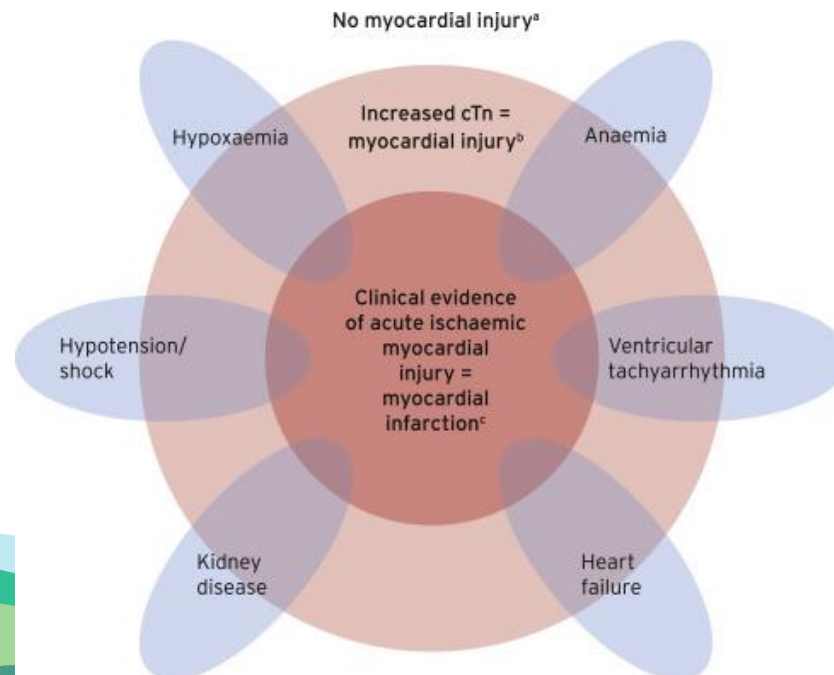 No myocardial injuryᵃ
Increased cTn =
myocardial injuryᵇ
Hypoxaemia
Anaemia
Clinical evidence
of acute ischaemic
myocardial
injury =
myocardial
infarctionᶜ
Hypotension/
shock
Ventricular
tachyarrhythmia
Kidney
disease
Heart
failure